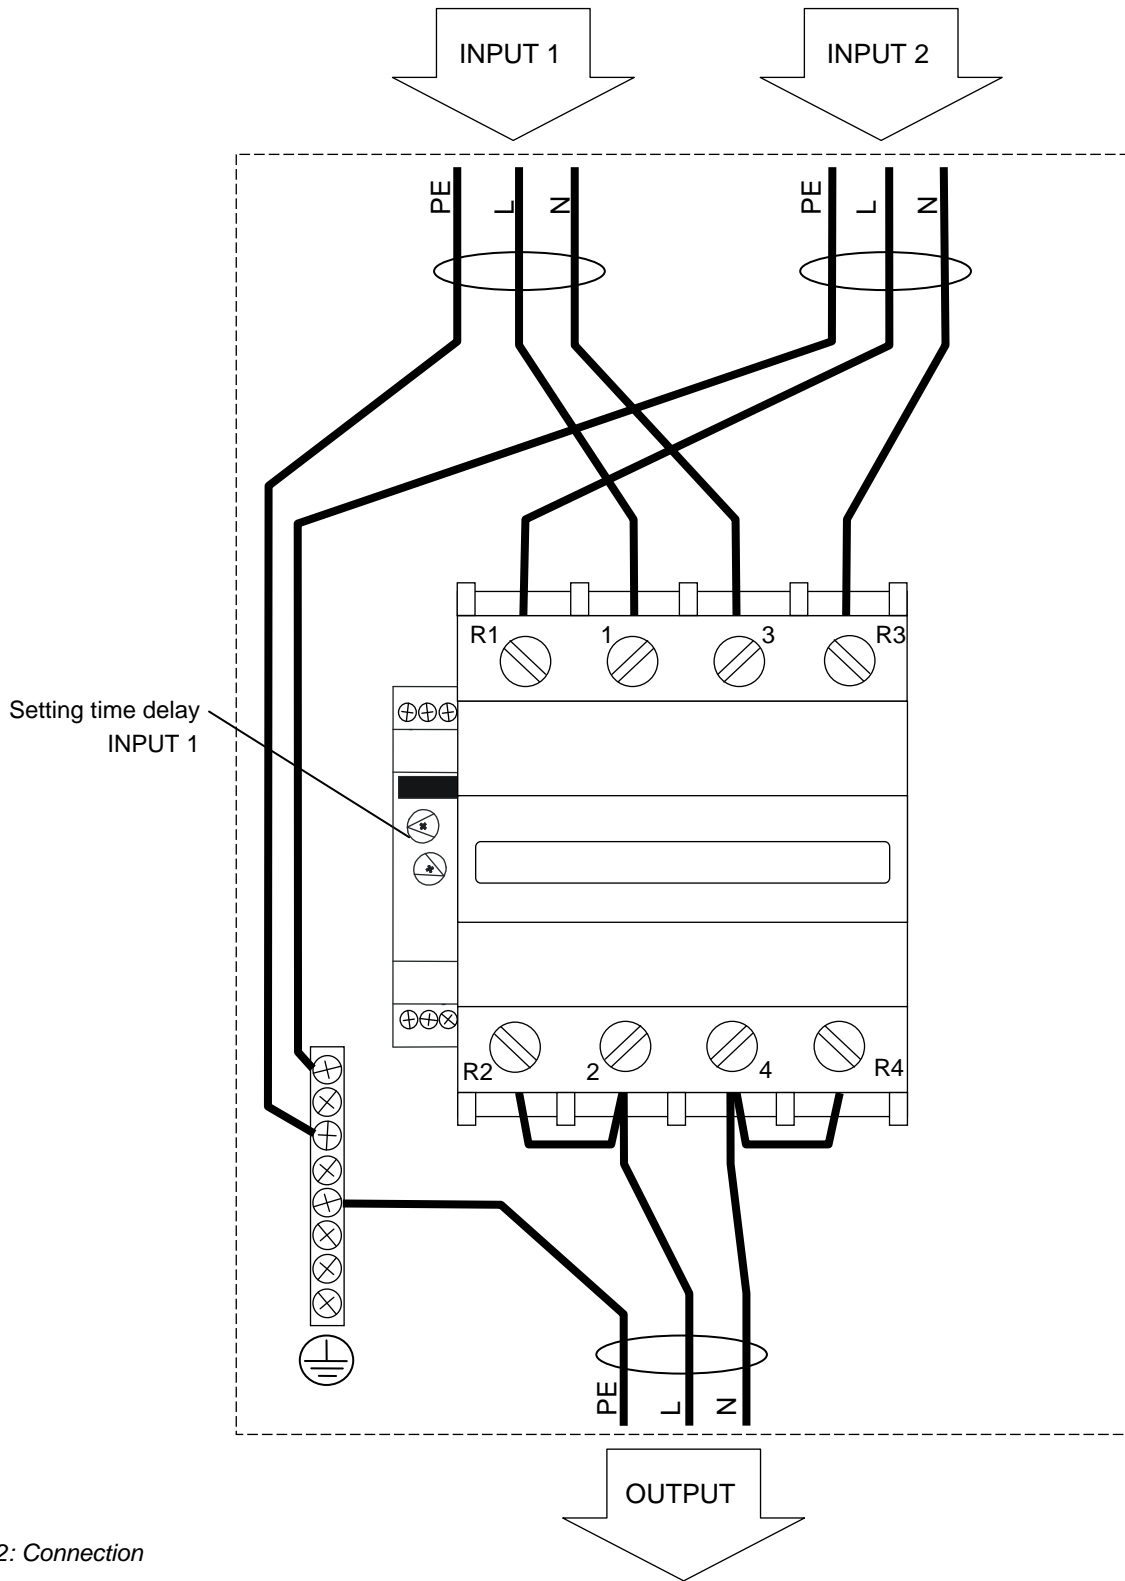 INPUT 1
INPUT 2
PE
L
N
PE
L
N
R1
1
3
R3
Setting time delay
INPUT 1
R2
2
4
R4
PE
L
N
OUTPUT
2: Connection